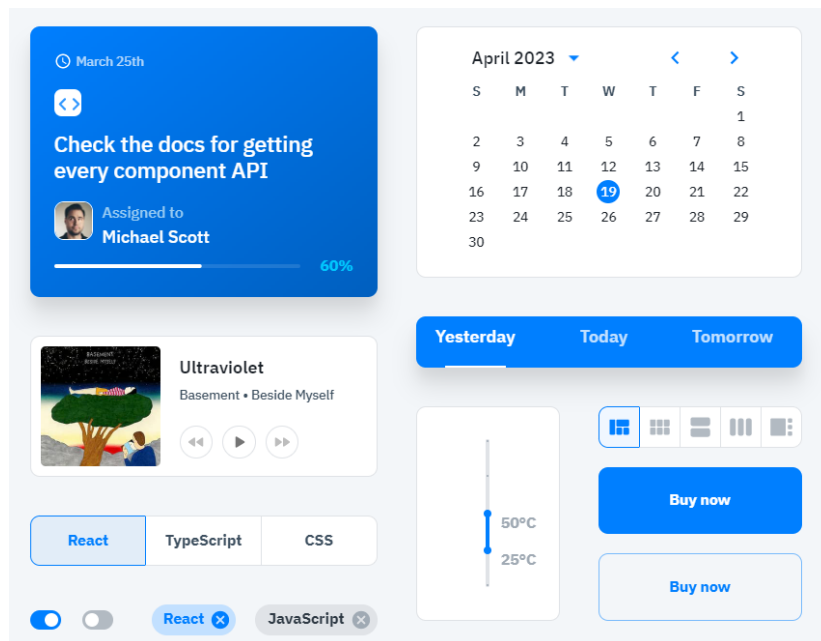 March 25th
Check the docs for getting
every component API
Assigned to
Michael Scott
60%
April 2023
S M T W T F S
1
2 3 4 5 6 7 8
9 10 11 12 13 14 15
16 17 18 19 20 21 22
23 24 25 26 27 28 29
30
Yesterday Today Tomorrow
BASEMENT
BESIDE MYSELF
Ultraviolet
Basement • Beside Myself
50°C
25°C
Buy now
Buy now
React TypeScript CSS
React JavaScript